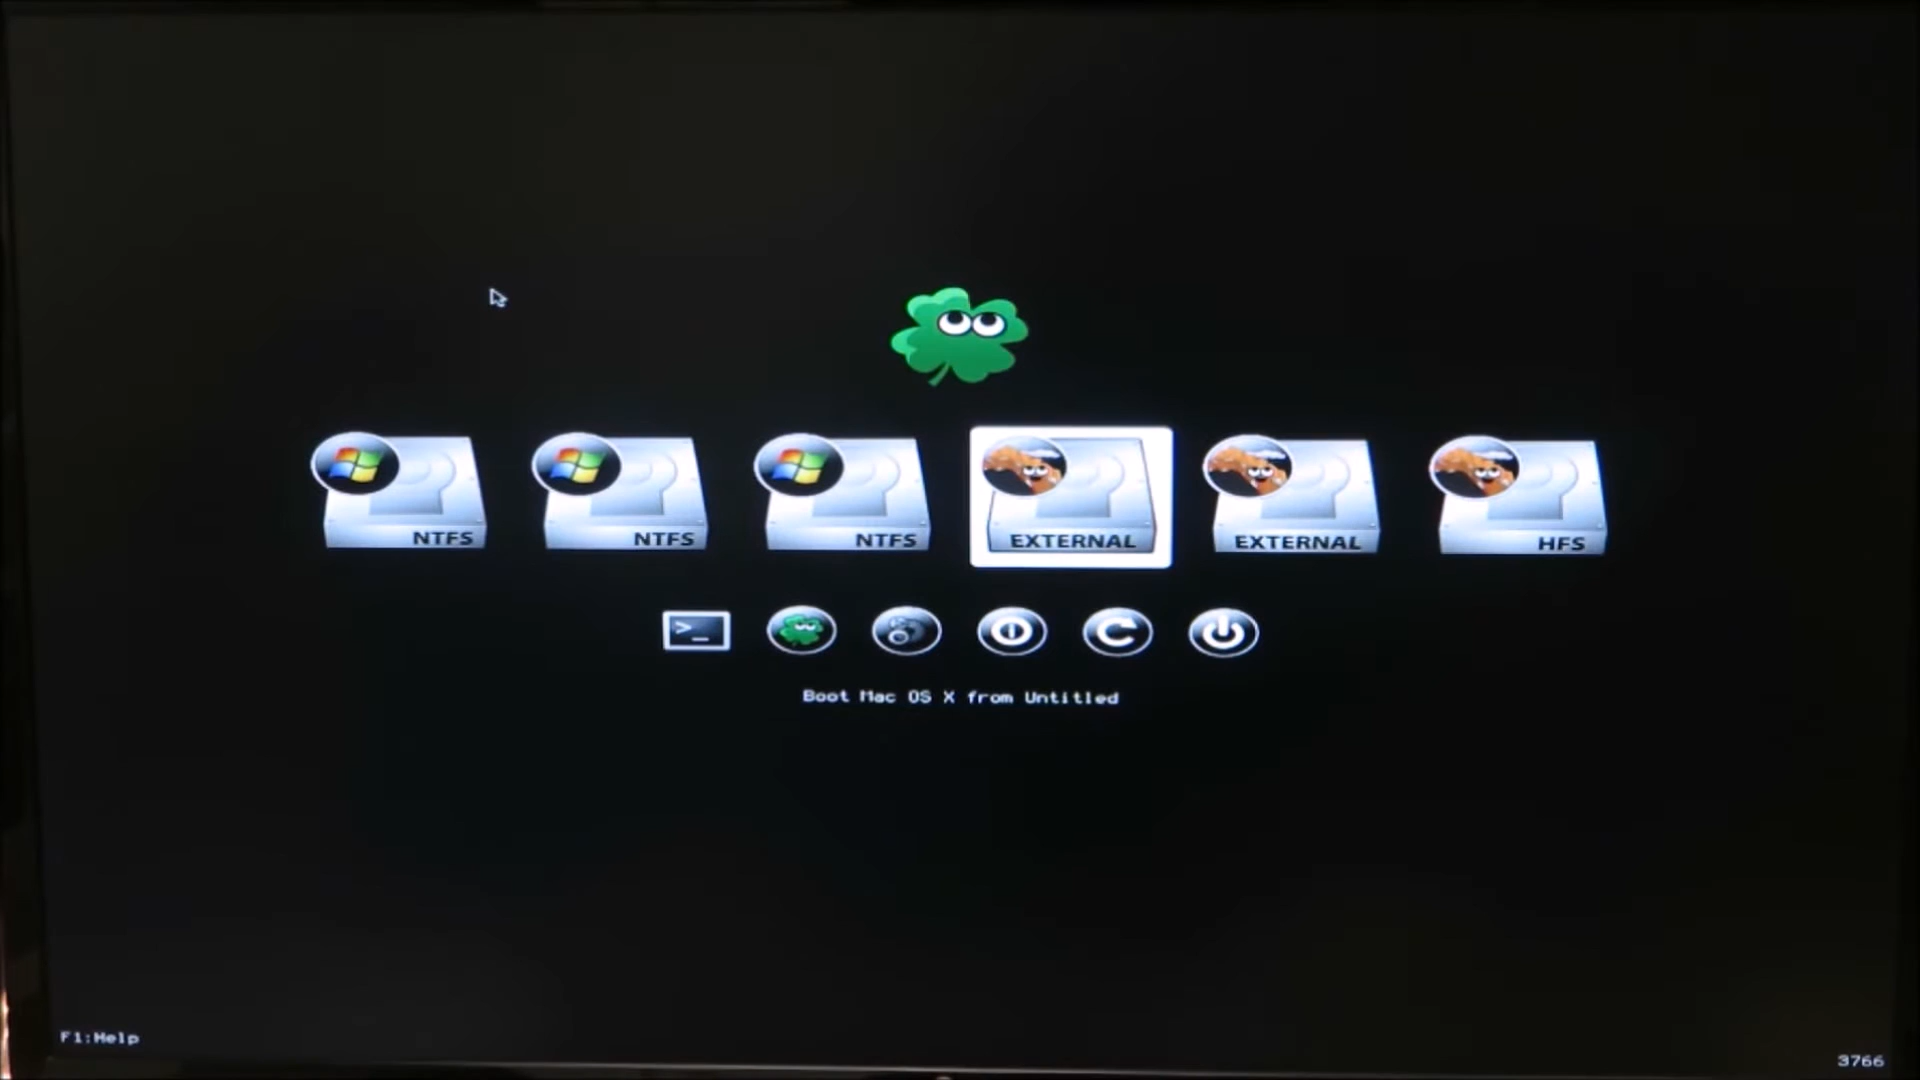 NTFS
NTFS
NTFS
EXTERNAL
EXTERNAL
HFS
>_
Boot Mac OS X from Untitled
F1:Help
3766